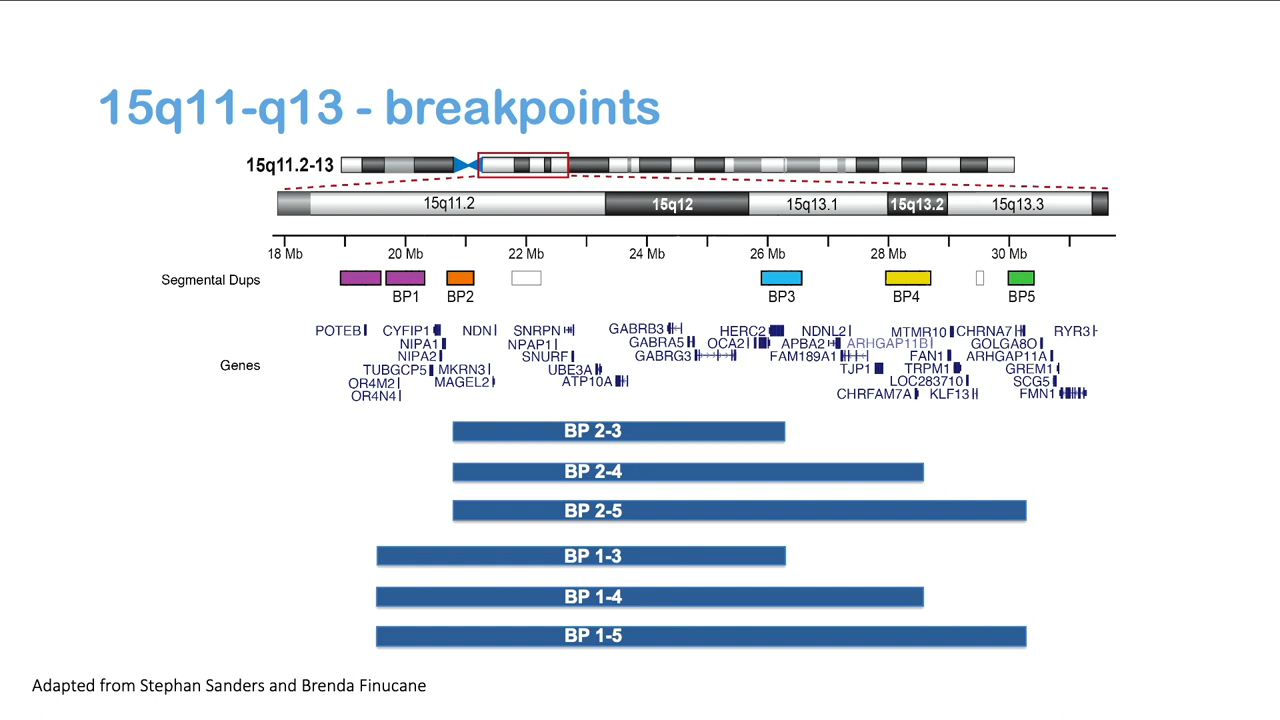 15q11-q13 - breakpoints
15q11.2-13
15q11.2 15q12 15q13.1 15q13.2 15q13.3
18 Mb 20 Mb 22 Mb 24 Mb 26 Mb 28 Mb 30 Mb
Segmental Dups
BP1 BP2 BP3 BP4 BP5
Genes
POTEB CYFIP1 NDN SNRPN GABRB3 HERC2 NDNL2 MTMR10 CHRNA7 RYR3
NIPA1 NPAP1 GABRA5 OCA2 APBA2 ARHGAP11B GOLGA8O
NIPA2 SNURF GABRG3 FAM189A1 FAN1 ARHGAP11A
TUBGCP5 MKRN3 UBE3A TJP1 TRPM1 GREM1
OR4M2 MAGEL2 ATP10A LOC283710 SCG5
OR4N4 CHRFAM7A KLF13 FMN1
BP 2-3
BP 2-4
BP 2-5
BP 1-3
BP 1-4
BP 1-5
Adapted from Stephan Sanders and Brenda Finucane